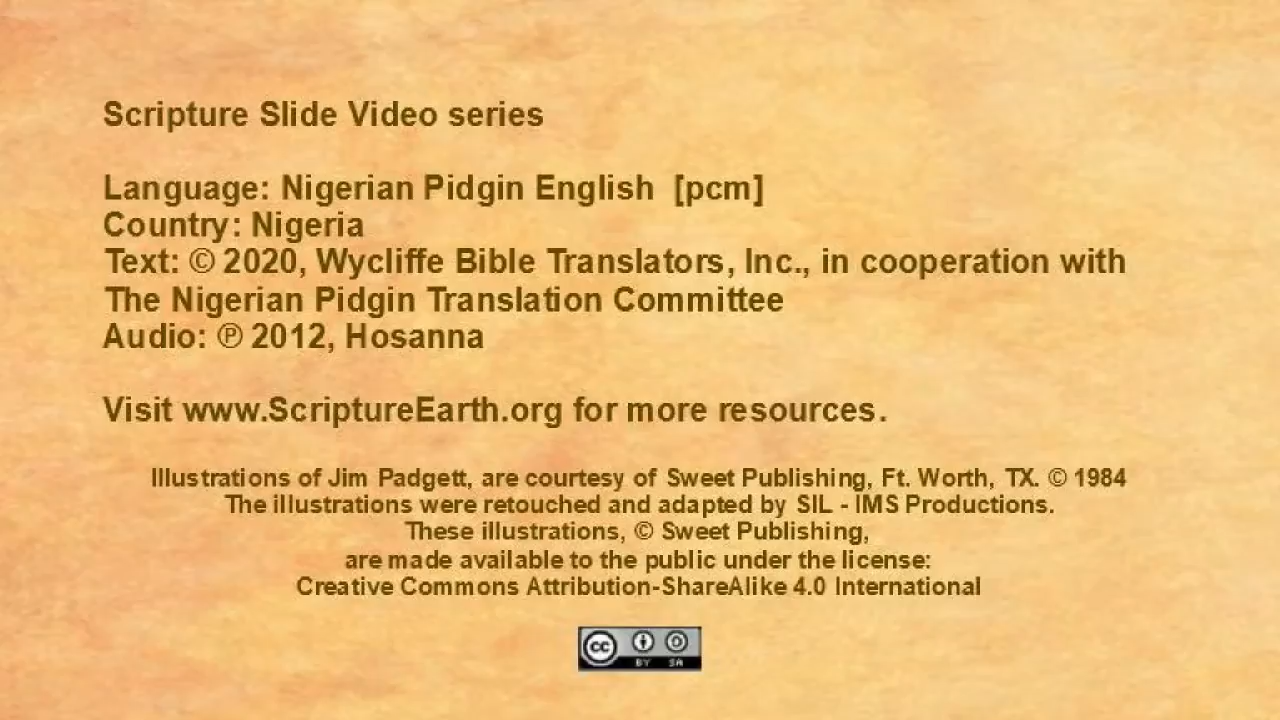 Scripture Slide Video series
Language: Nigerian Pidgin English [pcm]
Country: Nigeria
Text: © 2020, Wycliffe Bible Translators, Inc., in cooperation with
The Nigerian Pidgin Translation Committee
Audio: ℗ 2012, Hosanna
Visit www.ScriptureEarth.org for more resources.
Illustrations of Jim Padgett, are courtesy of Sweet Publishing, Ft. Worth, TX. © 1984
The illustrations were retouched and adapted by SIL - IMS Productions.
These illustrations, © Sweet Publishing,
are made available to the public under the license:
Creative Commons Attribution-ShareAlike 4.0 International
cc BY SA